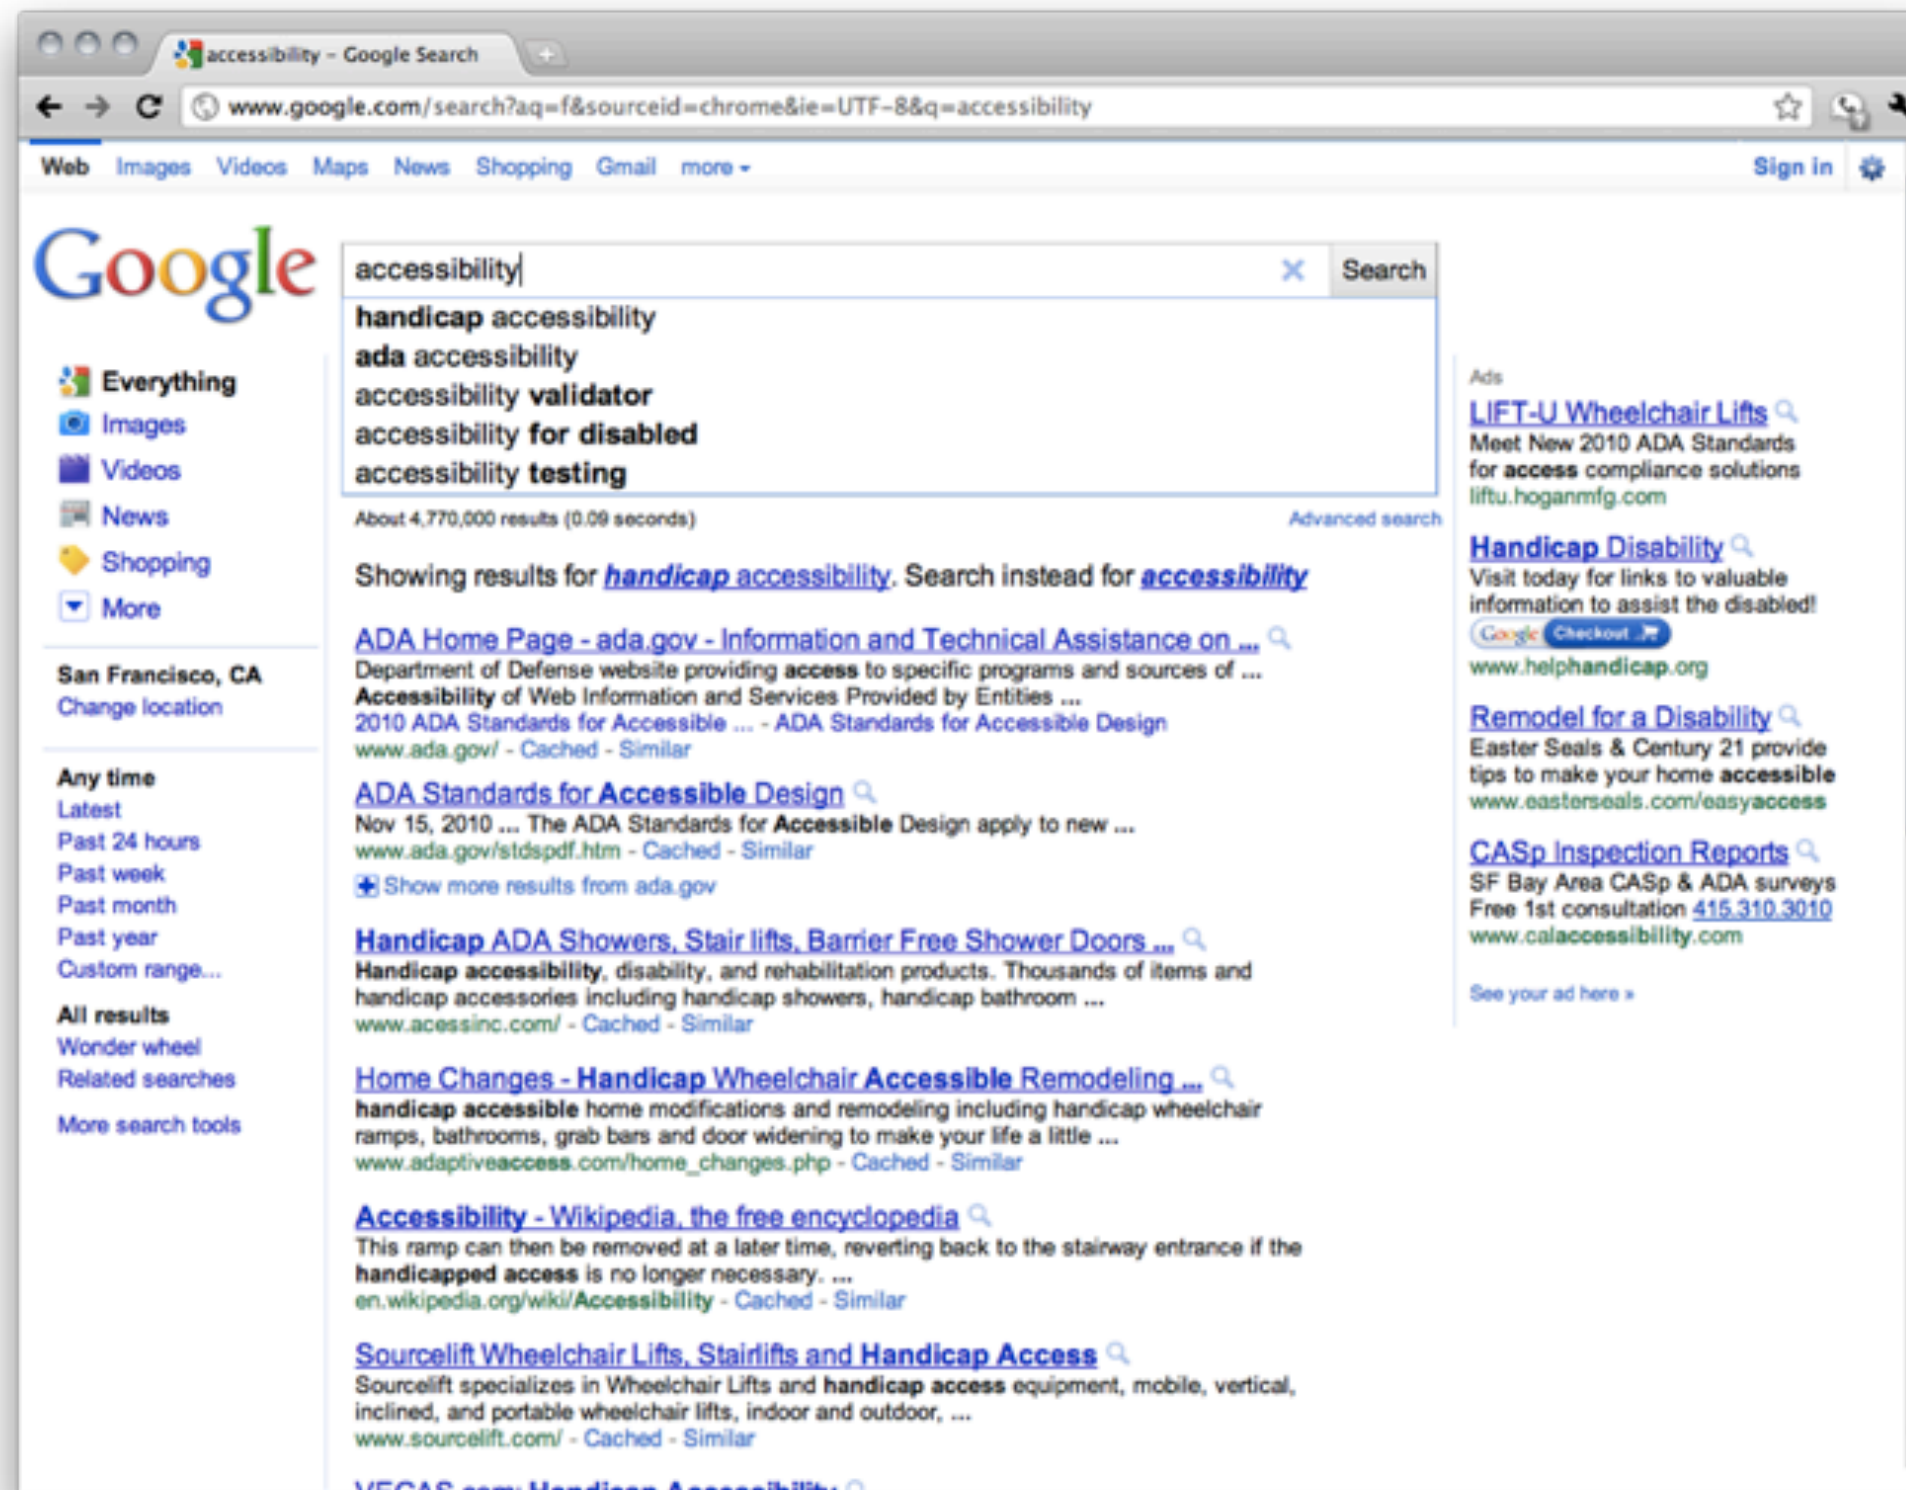 accessibility – Google Search
www.google.com/search?aq=f&sourceid=chrome&ie=UTF-8&q=accessibility
Web Images Videos Maps News Shopping Gmail more
Sign in
Google
accessibility
Search
handicap accessibility
ada accessibility
accessibility validator
accessibility for disabled
accessibility testing
About 4,770,000 results (0.09 seconds)
Advanced search
Everything
Images
Videos
News
Shopping
More
San Francisco, CA
Change location
Any time
Latest
Past 24 hours
Past week
Past month
Past year
Custom range...
All results
Wonder wheel
Related searches
More search tools
Showing results for handicap accessibility. Search instead for accessibility
ADA Home Page - ada.gov - Information and Technical Assistance on ...
Department of Defense website providing access to specific programs and sources of ...
Accessibility of Web Information and Services Provided by Entities ...
2010 ADA Standards for Accessible ... - ADA Standards for Accessible Design
www.ada.gov/ - Cached - Similar
ADA Standards for Accessible Design
Nov 15, 2010 ... The ADA Standards for Accessible Design apply to new ...
www.ada.gov/stdspdf.htm - Cached - Similar
Show more results from ada.gov
Handicap ADA Showers, Stair lifts, Barrier Free Shower Doors ...
Handicap accessibility, disability, and rehabilitation products. Thousands of items and
handicap accessories including handicap showers, handicap bathroom ...
www.acessinc.com/ - Cached - Similar
Home Changes - Handicap Wheelchair Accessible Remodeling ...
handicap accessible home modifications and remodeling including handicap wheelchair
ramps, bathrooms, grab bars and door widening to make your life a little ...
www.adaptiveaccess.com/home_changes.php - Cached - Similar
Accessibility - Wikipedia, the free encyclopedia
This ramp can then be removed at a later time, reverting back to the stairway entrance if the
handicapped access is no longer necessary. ...
en.wikipedia.org/wiki/Accessibility - Cached - Similar
Sourcelift Wheelchair Lifts, Stairlifts and Handicap Access
Sourcelift specializes in Wheelchair Lifts and handicap access equipment, mobile, vertical,
inclined, and portable wheelchair lifts, indoor and outdoor, ...
www.sourcelift.com/ - Cached - Similar
VEGAS.com: Handicap Accessibility
Ads
LIFT-U Wheelchair Lifts
Meet New 2010 ADA Standards
for access compliance solutions
liftu.hoganmfg.com
Handicap Disability
Visit today for links to valuable
information to assist the disabled!
Google Checkout
www.helphandicap.org
Remodel for a Disability
Easter Seals & Century 21 provide
tips to make your home accessible
www.easterseals.com/easyaccess
CASp Inspection Reports
SF Bay Area CASp & ADA surveys
Free 1st consultation 415.310.3010
www.calaccessibility.com
See your ad here »